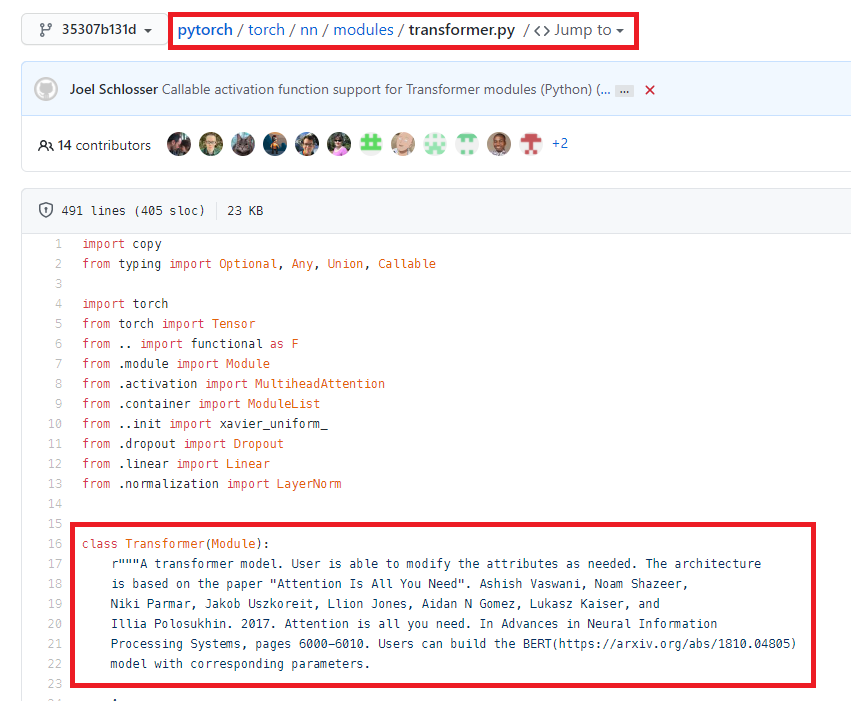 35307b131d
pytorch / torch / nn / modules / transformer.py / <> Jump to
Joel Schlosser Callable activation function support for Transformer modules (Python) (… ...
14 contributors +2
491 lines (405 sloc) 23 KB
1 import copy
2 from typing import Optional, Any, Union, Callable
3
4 import torch
5 from torch import Tensor
6 from .. import functional as F
7 from .module import Module
8 from .activation import MultiheadAttention
9 from .container import ModuleList
10 from ..init import xavier_uniform_
11 from .dropout import Dropout
12 from .linear import Linear
13 from .normalization import LayerNorm
14
15
16 class Transformer(Module):
17 r"""A transformer model. User is able to modify the attributes as needed. The architecture
18 is based on the paper "Attention Is All You Need". Ashish Vaswani, Noam Shazeer,
19 Niki Parmar, Jakob Uszkoreit, Llion Jones, Aidan N Gomez, Lukasz Kaiser, and
20 Illia Polosukhin. 2017. Attention is all you need. In Advances in Neural Information
21 Processing Systems, pages 6000-6010. Users can build the BERT(https://arxiv.org/abs/1810.04805)
22 model with corresponding parameters.
23